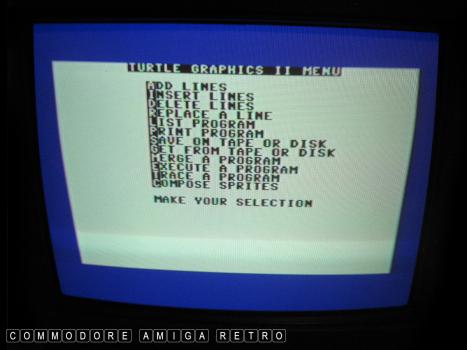 TURTLE GRAPHICS II MENU
ADD LINES
INSERT LINES
DELETE LINES
REPLACE A LINE
LIST PROGRAM
PRINT PROGRAM
SAVE ON TAPE OR DISK
GET FROM TAPE OR DISK
MERGE A PROGRAM
EXECUTE A PROGRAM
TRACE A PROGRAM
COMPOSE SPRITES
MAKE YOUR SELECTION
COMMODORE AMIGA RETRO